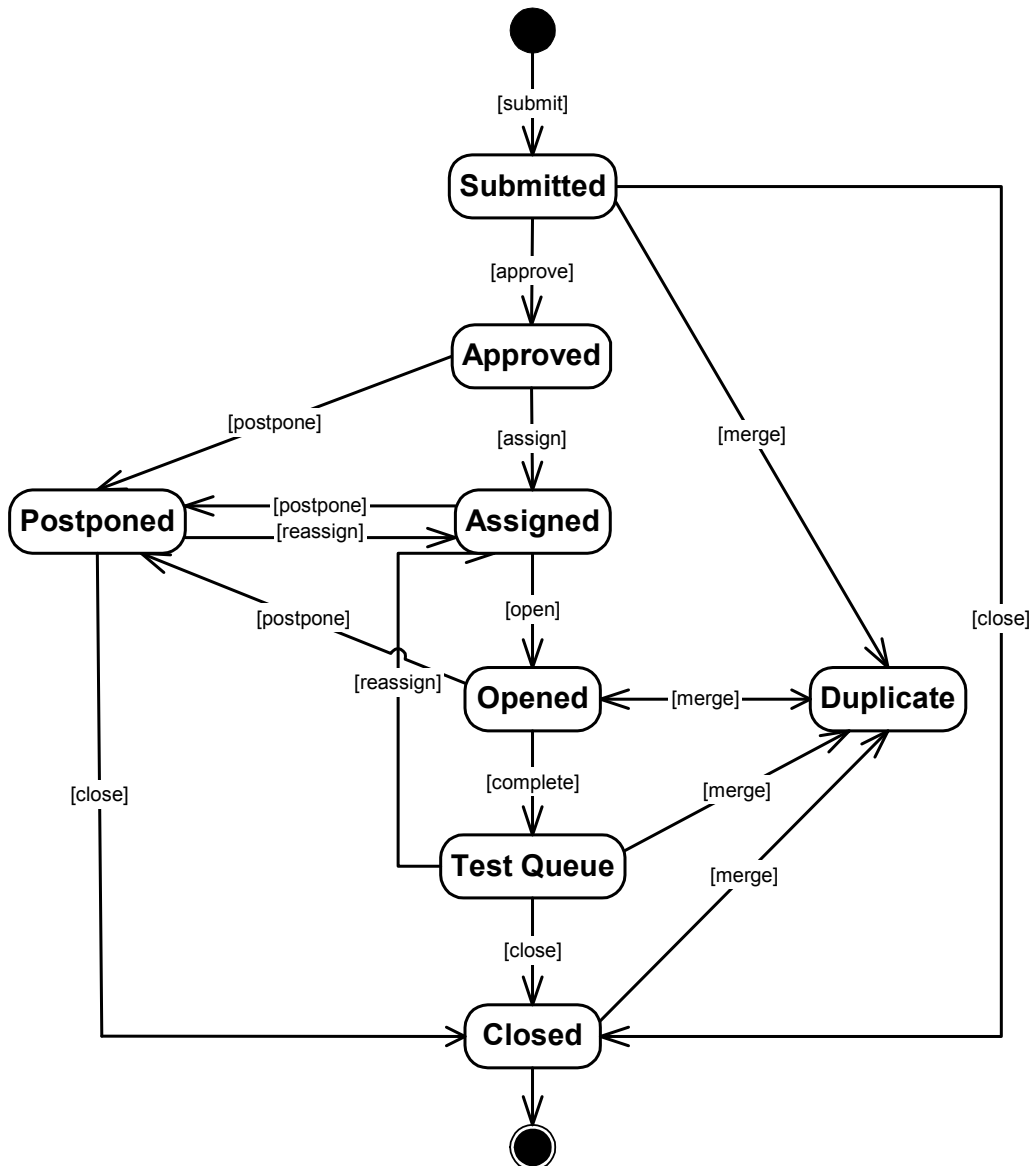 [submit]
Submitted
[approve]
Approved
[postpone]
[assign]
[merge]
Postponed
[postpone]
[reassign]
Assigned
[postpone]
[open]
[close]
[reassign]
Opened
[merge]
Duplicate
[close]
[complete]
[merge]
Test Queue
[merge]
[close]
Closed